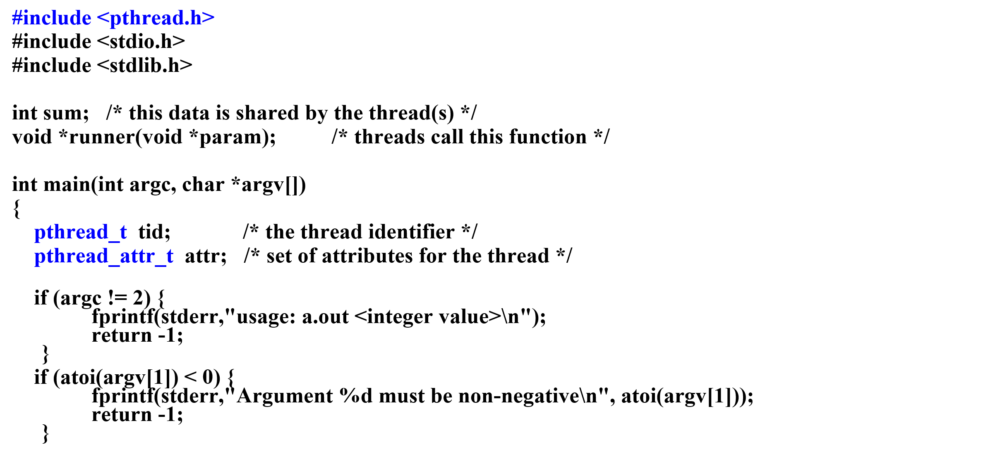 #include <pthread.h>
#include <stdio.h>
#include <stdlib.h>
int sum; /* this data is shared by the thread(s) */
void *runner(void *param); /* threads call this function */
int main(int argc, char *argv[])
{
pthread_t tid; /* the thread identifier */
pthread_attr_t attr; /* set of attributes for the thread */
if (argc != 2) {
fprintf(stderr,"usage: a.out <integer value>\n");
return -1;
}
if (atoi(argv[1]) < 0) {
fprintf(stderr,"Argument %d must be non-negative\n", atoi(argv[1]));
return -1;
}